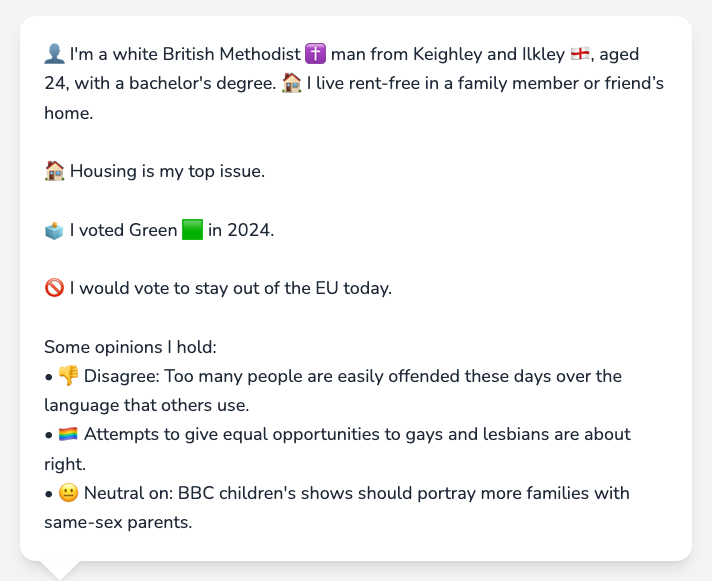 👤 I'm a white British Methodist ✝️ man from Keighley and Ilkley 🏴󠁧󠁢󠁥󠁮󠁧󠁿, aged
24, with a bachelor's degree. 🏠 I live rent-free in a family member or friend’s
home.
🏠 Housing is my top issue.
🗳️ I voted Green 🟩 in 2024.
🚫 I would vote to stay out of the EU today.
Some opinions I hold:
• 👎 Disagree: Too many people are easily offended these days over the
language that others use.
• 🏳️‍🌈 Attempts to give equal opportunities to gays and lesbians are about
right.
• 😐 Neutral on: BBC children's shows should portray more families with
same-sex parents.